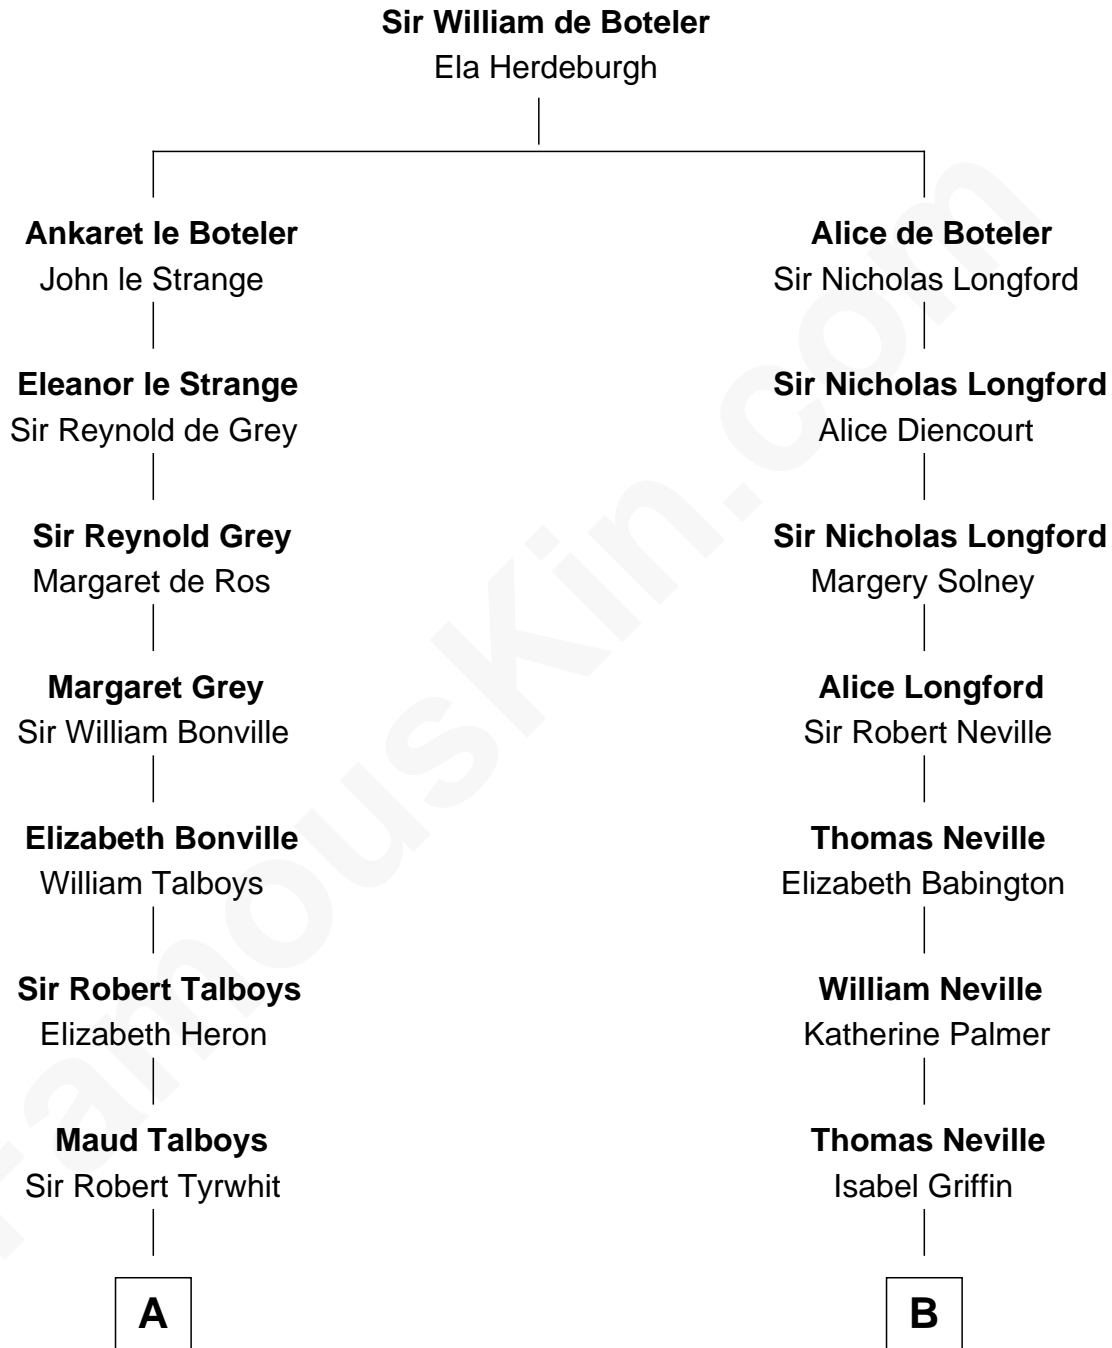 Sir William de Boteler
Ela Herdeburgh
Ankaret le Boteler
John le Strange
Eleanor le Strange
Sir Reynold de Grey
Sir Reynold Grey
Margaret de Ros
Margaret Grey
Sir William Bonville
Elizabeth Bonville
William Talboys
Sir Robert Talboys
Elizabeth Heron
Maud Talboys
Sir Robert Tyrwhit
A
Alice de Boteler
Sir Nicholas Longford
Sir Nicholas Longford
Alice Diencourt
Sir Nicholas Longford
Margery Solney
Alice Longford
Sir Robert Neville
Thomas Neville
Elizabeth Babington
William Neville
Katherine Palmer
Thomas Neville
Isabel Griffin
B
FamousKin.com